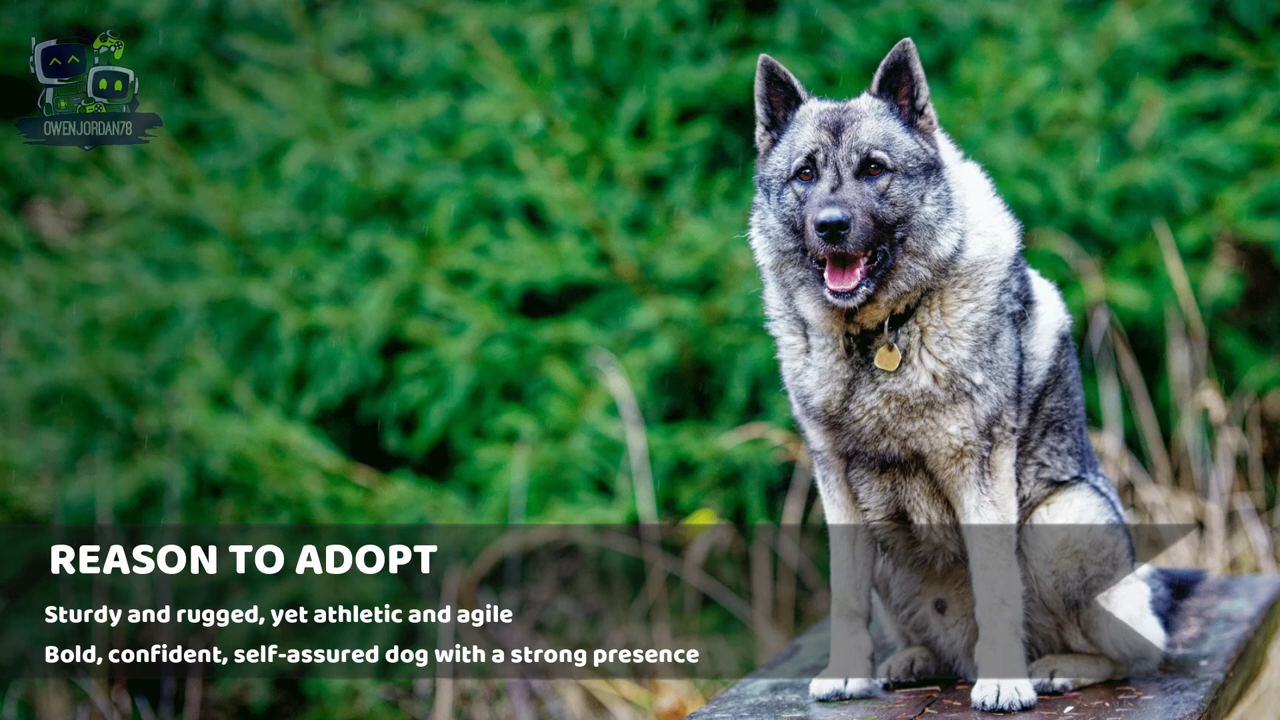 OWENJORDAN78
REASON TO ADOPT
Sturdy and rugged, yet athletic and agile
Bold, confident, self-assured dog with a strong presence